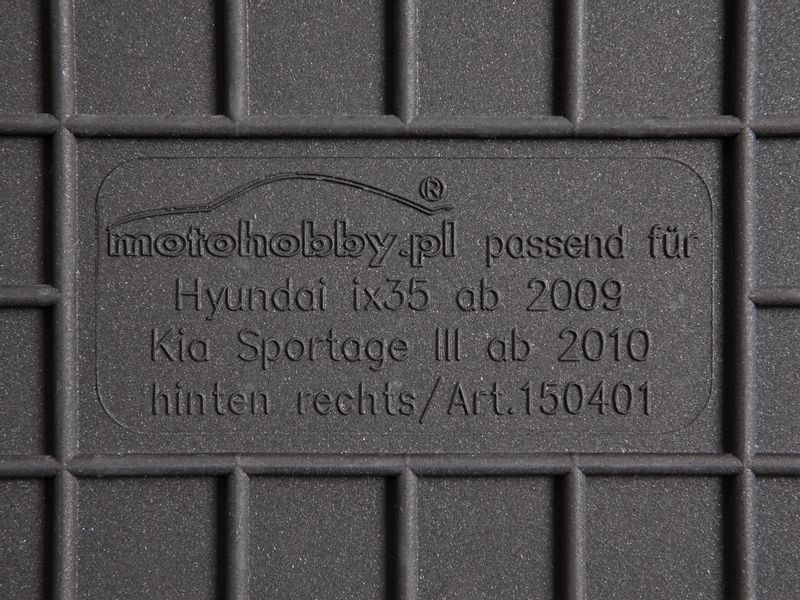 motohobby.pl® passend für
Hyundai ix35 ab 2009
Kia Sportage III ab 2010
hinten rechts/Art.150401